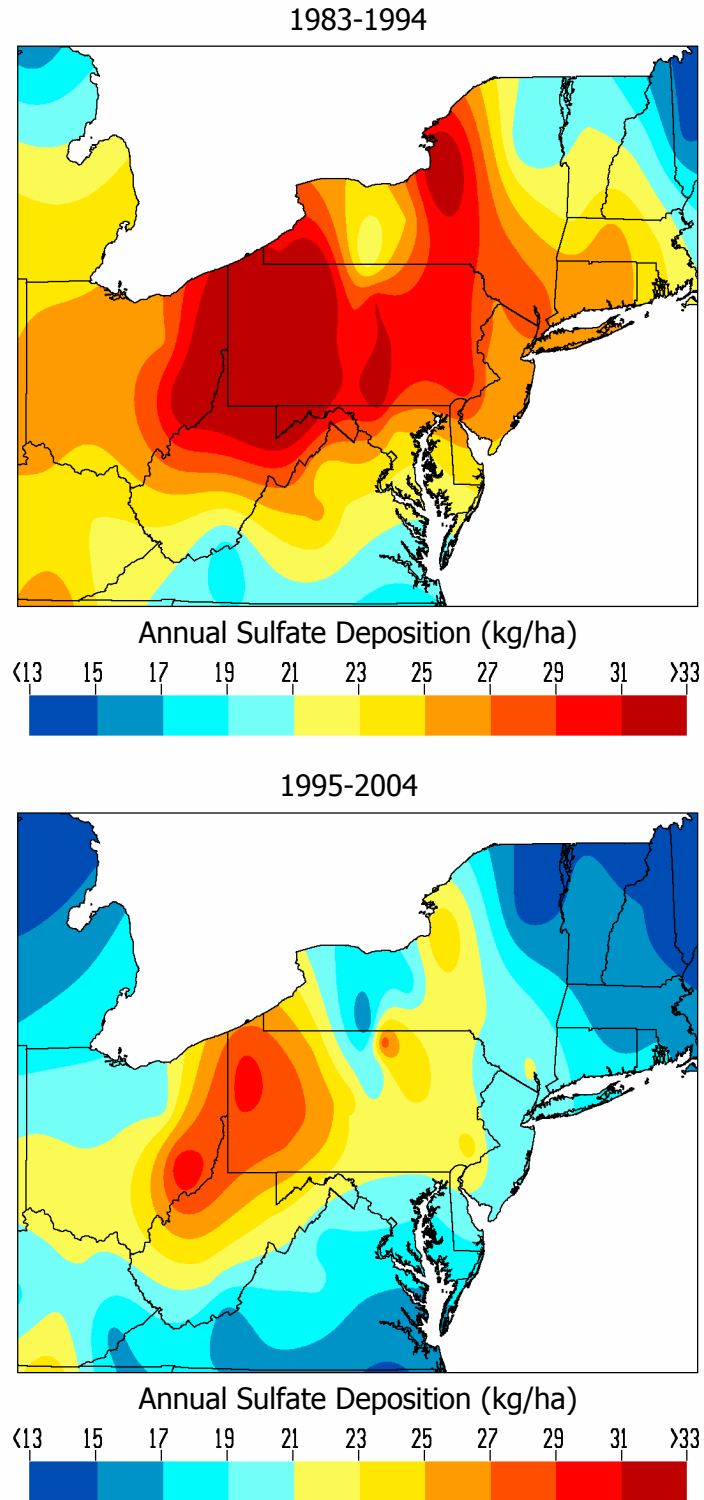 1983-1994
Annual Sulfate Deposition (kg/ha)
<13 15 17 19 21 23 25 27 29 31 >33
1995-2004
Annual Sulfate Deposition (kg/ha)
<13 15 17 19 21 23 25 27 29 31 >33